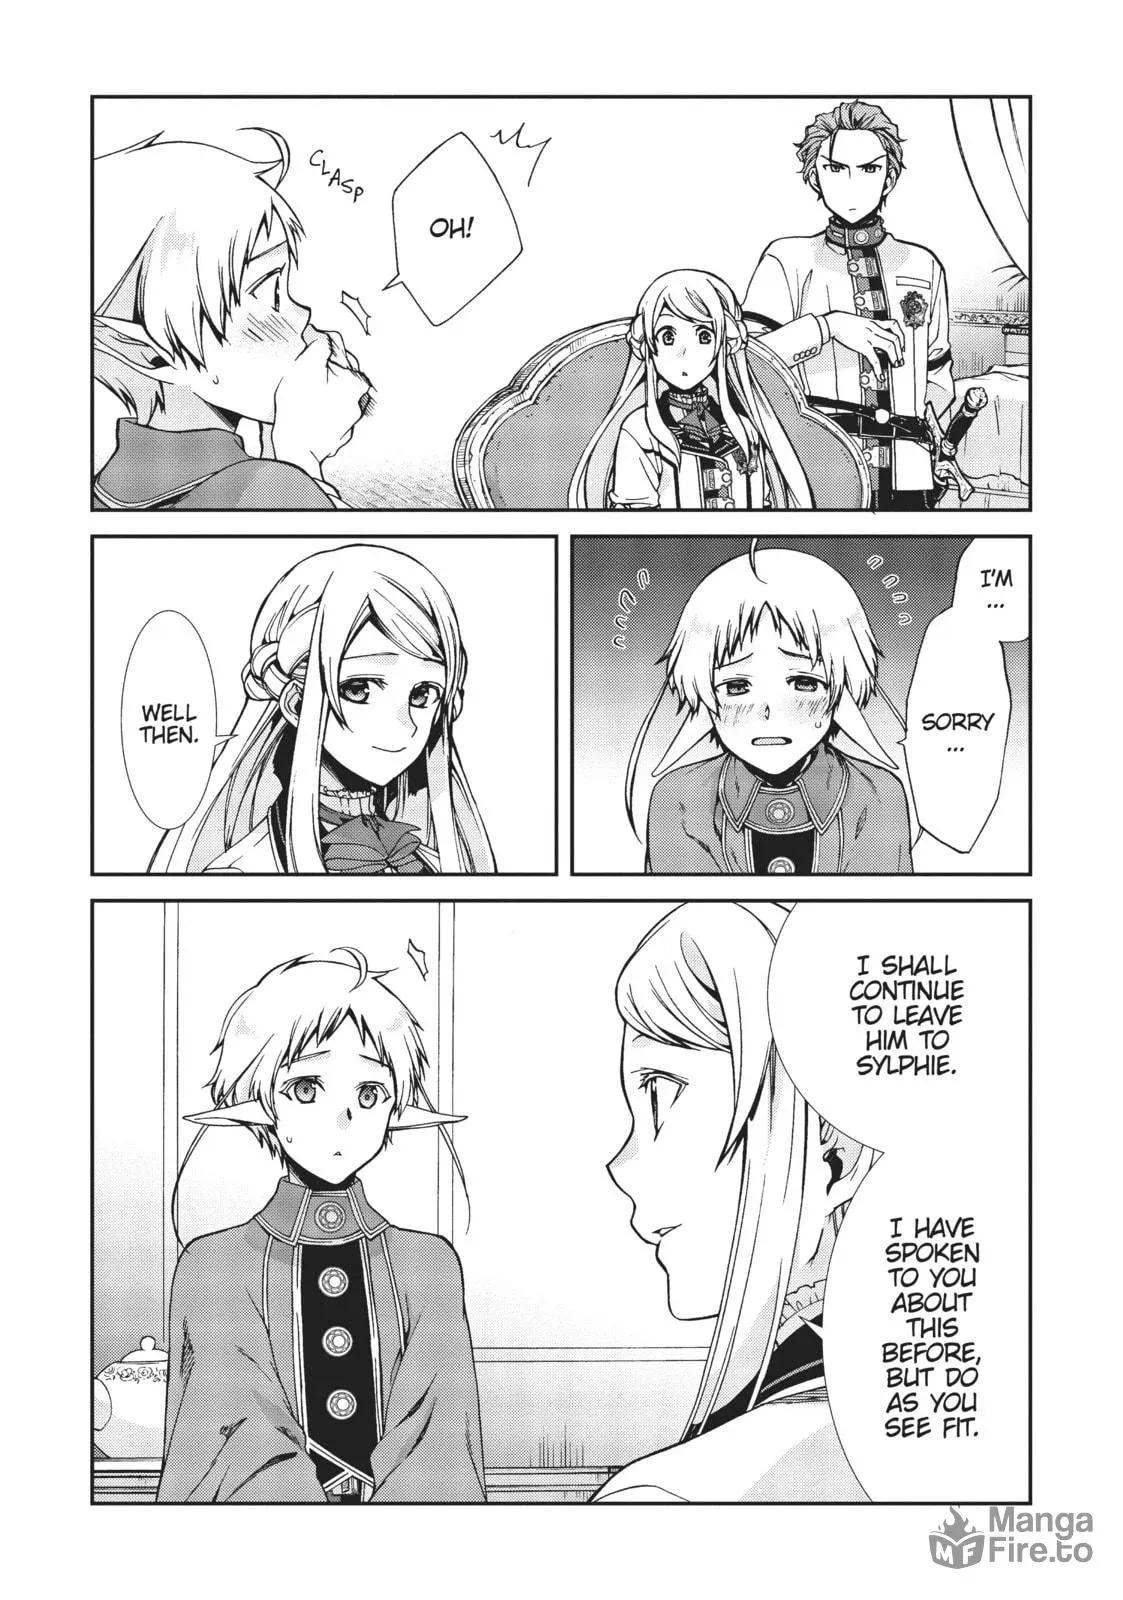 CLASP
OH!
I'M
...
SORRY
...
WELL
THEN.
I SHALL
CONTINUE
TO LEAVE
HIM TO
SYLPHIE.
I HAVE
SPOKEN
TO YOU
ABOUT
THIS
BEFORE,
BUT DO
AS YOU
SEE FIT.
MF
Manga
Fire.to